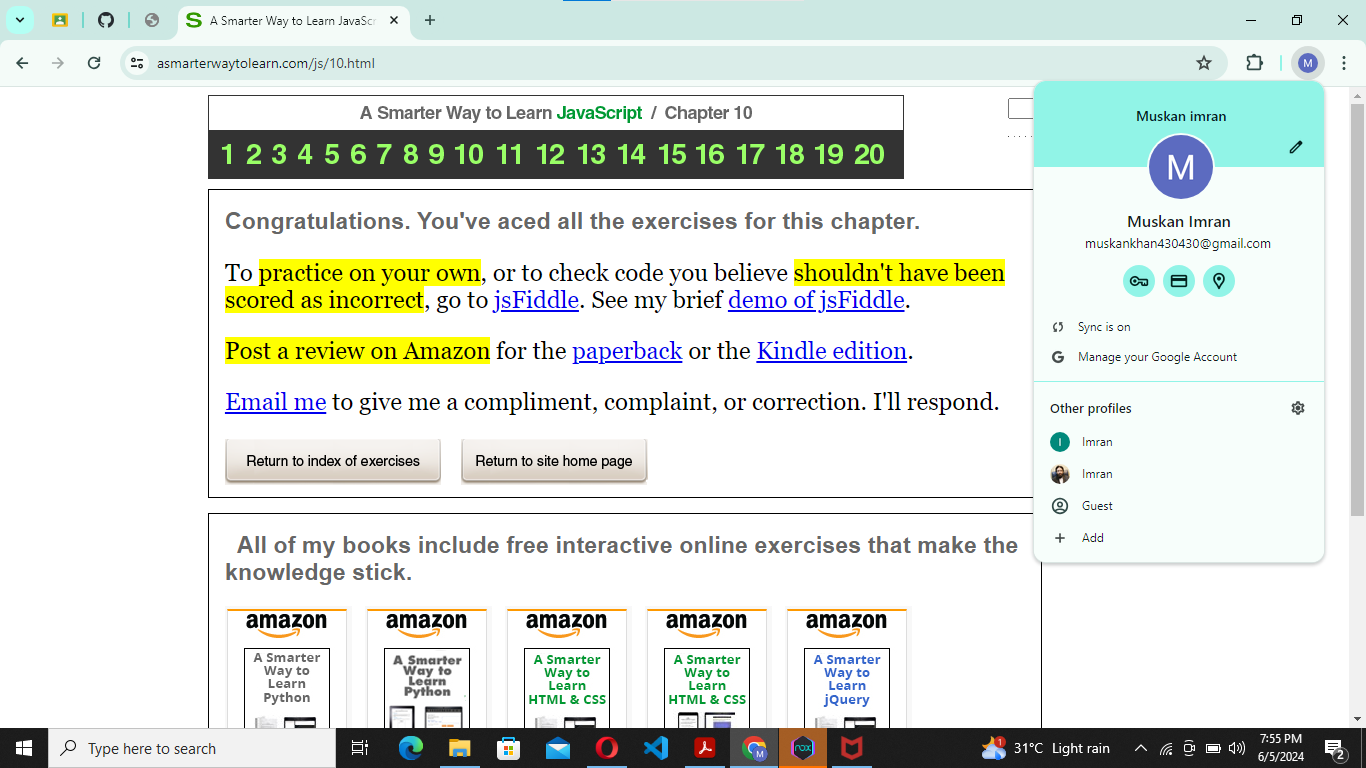 A Smarter Way to Learn JavaScr
asmarterwaytolearn.com/js/10.html
M
A Smarter Way to Learn JavaScript / Chapter 10
1 2 3 4 5 6 7 8 9 10 11 12 13 14 15 16 17 18 19 20
Congratulations. You've aced all the exercises for this chapter.
To practice on your own, or to check code you believe shouldn't have been
scored as incorrect, go to jsFiddle. See my brief demo of jsFiddle.
Post a review on Amazon for the paperback or the Kindle edition.
Email me to give me a compliment, complaint, or correction. I'll respond.
Return to index of exercises
Return to site home page
All of my books include free interactive online exercises that make the
knowledge stick.
amazon
A Smarter
Way to
Learn
Python
amazon
A Smarter
Way to
Learn
Python
amazon
A Smarter
Way to
Learn
HTML & CSS
amazon
A Smarter
Way to
Learn
HTML & CSS
amazon
A Smarter
Way to
Learn
jQuery
Muskan imran
M
Muskan Imran
muskankhan430430@gmail.com
Sync is on
G
Manage your Google Account
Other profiles
I
Imran
Imran
Guest
Add
Type here to search
M
nox
1
31°C Light rain
7:55 PM
6/5/2024
2